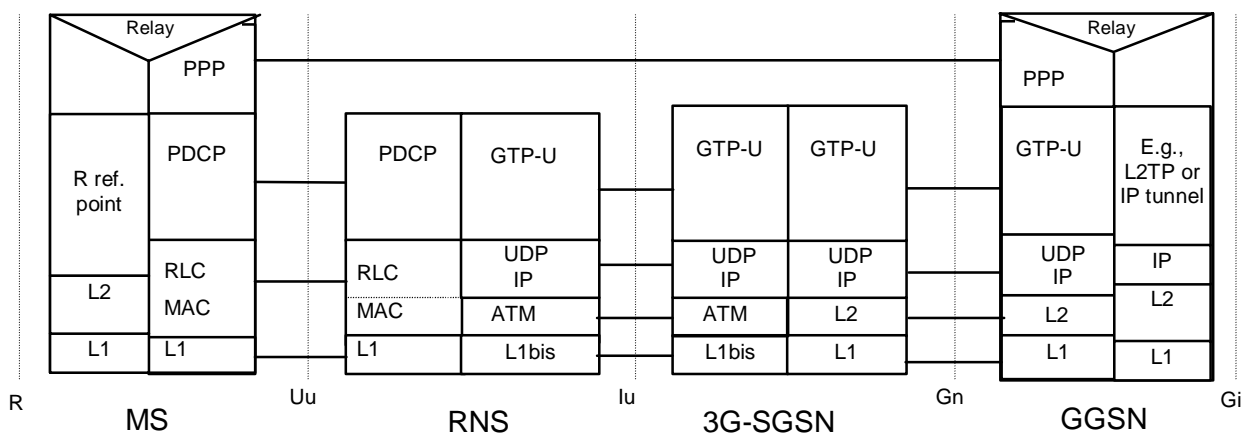 Relay
Relay
PPP
PPP
R ref.
point
PDCP
PDCP
GTP-U
GTP-U
GTP-U
GTP-U
E.g.,
L2TP or
IP tunnel
RLC
MAC
RLC
MAC
UDP
IP
UDP
IP
UDP
IP
UDP
IP
IP
L2
ATM
ATM
L2
L2
L2
L1
L1
L1
L1bis
L1bis
L1
L1
L1
R
MS
Uu
RNS
Iu
3G-SGSN
Gn
GGSN
Gi